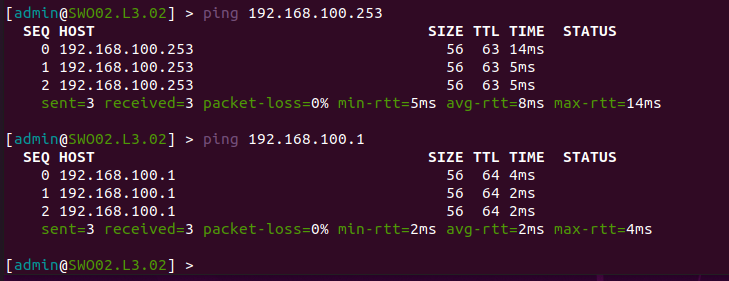 [admin@SWO02.L3.02] > ping 192.168.100.253
SEQ HOST SIZE TTL TIME STATUS
0 192.168.100.253 56 63 14ms
1 192.168.100.253 56 63 5ms
2 192.168.100.253 56 63 5ms
sent=3 received=3 packet-loss=0% min-rtt=5ms avg-rtt=8ms max-rtt=14ms
[admin@SWO02.L3.02] > ping 192.168.100.1
SEQ HOST SIZE TTL TIME STATUS
0 192.168.100.1 56 64 4ms
1 192.168.100.1 56 64 2ms
2 192.168.100.1 56 64 2ms
sent=3 received=3 packet-loss=0% min-rtt=2ms avg-rtt=2ms max-rtt=4ms
[admin@SWO02.L3.02] >